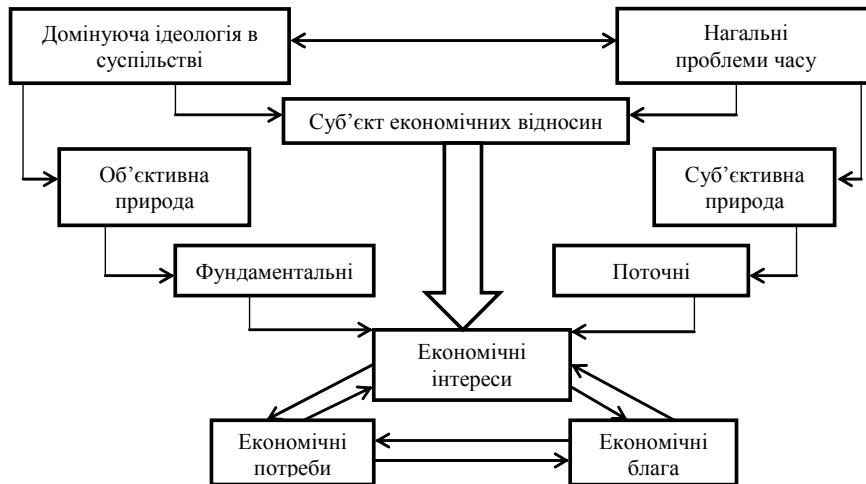 Домінуюча ідеологія в
суспільстві
Нагальні
проблеми часу
Суб’єкт економічних відносин
Об’єктивна
природа
Суб’єктивна
природа
Фундаментальні
Поточні
Економічні
інтереси
Економічні
потреби
Економічні
блага